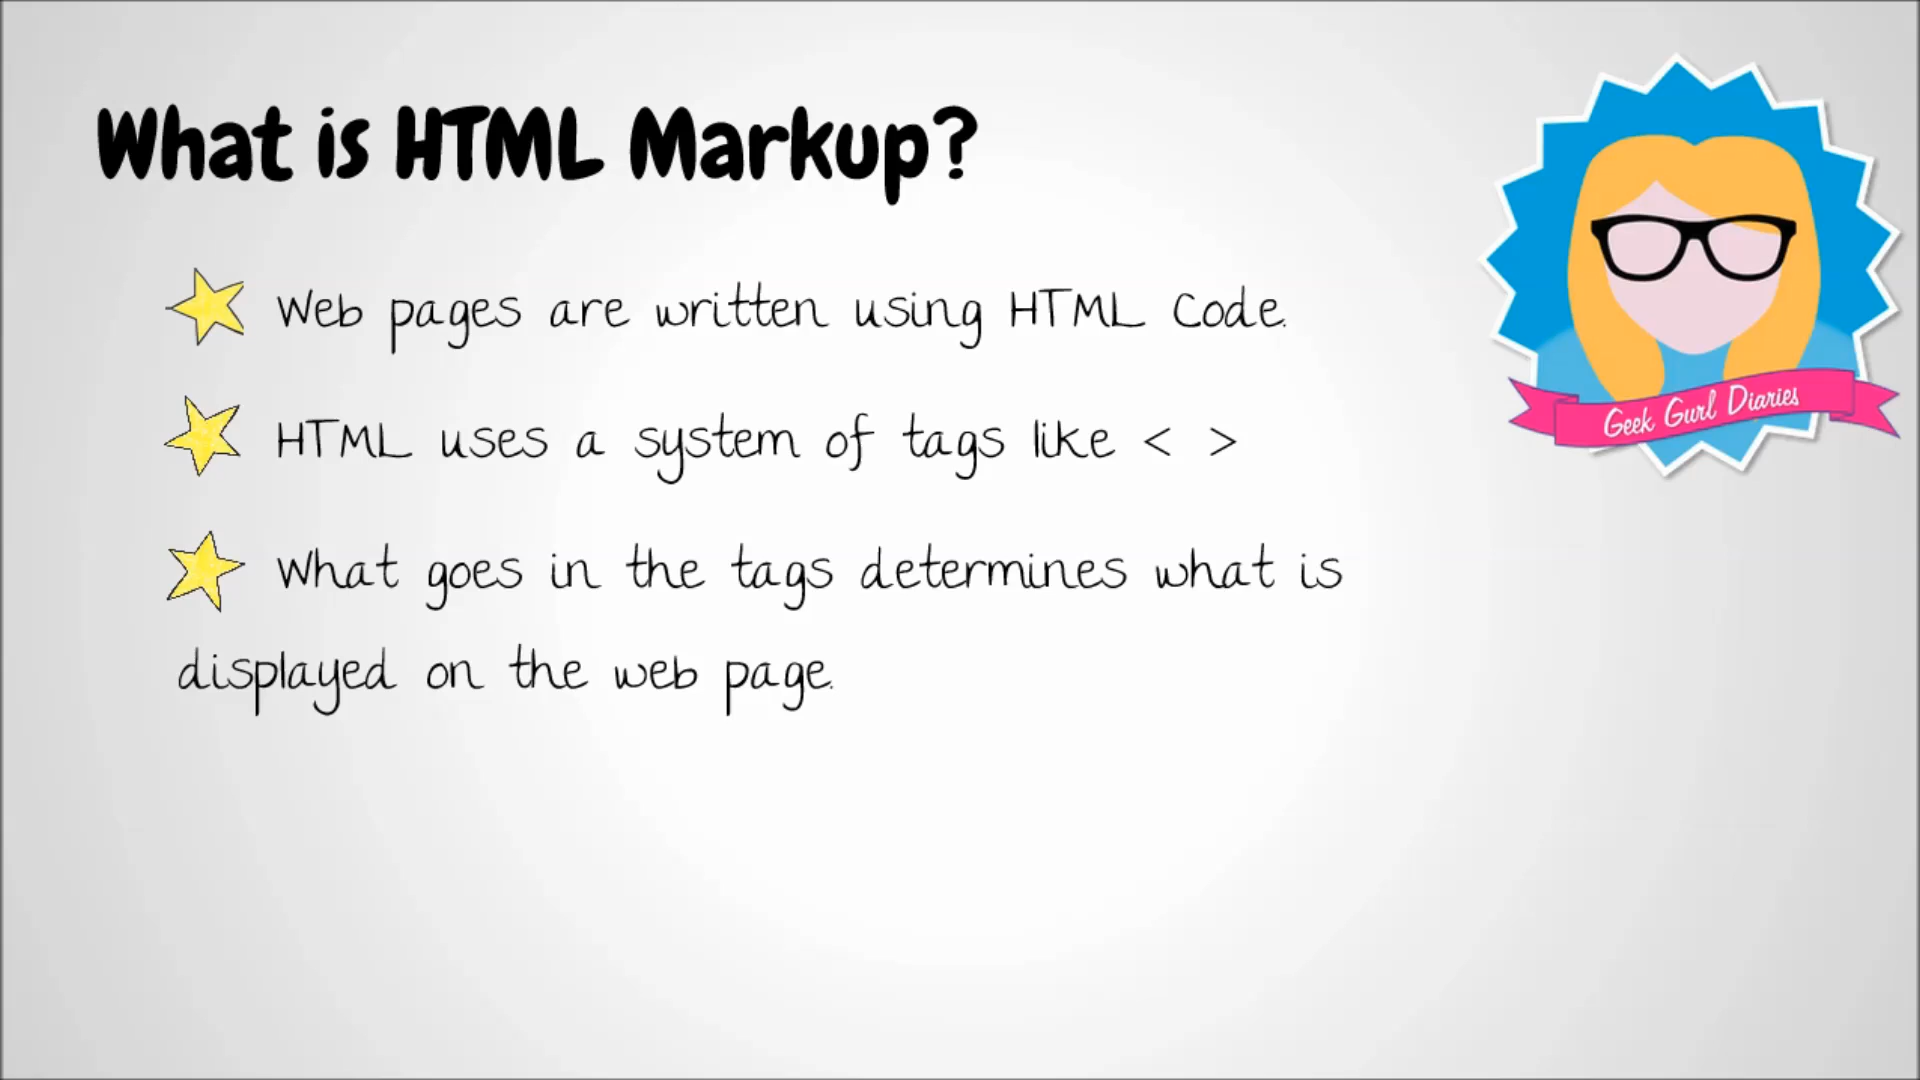 What is HTML Markup?
Web pages are written using HTML Code.
HTML uses a system of tags like < >
What goes in the tags determines what is
displayed on the web page.
Geek Gurl Diaries